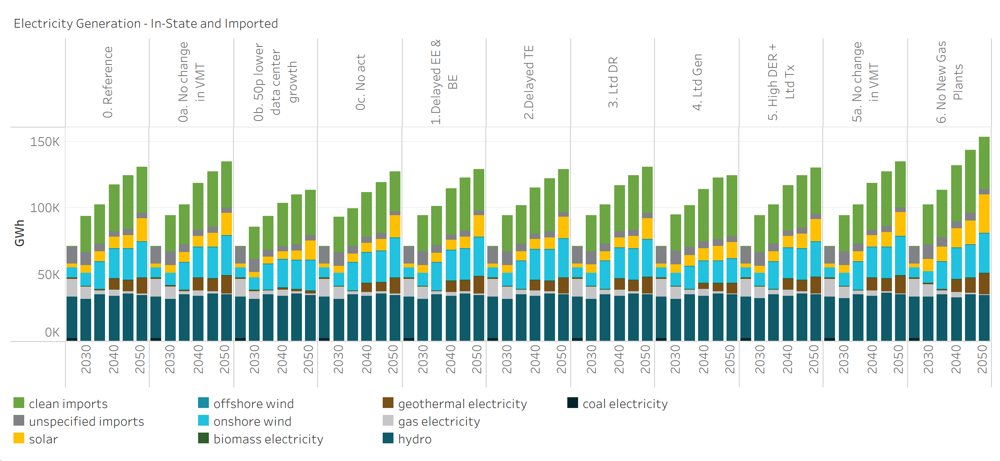 Electricity Generation - In-State and Imported
0. Reference
0a. No change
in VMT
0b. 50p lower
data center
growth
0c. No act
1.Delayed EE &
BE
2.Delayed TE
3. Ltd DR
4. Ltd Gen
5. High DER +
Ltd Tx
5a. No change
in VMT
6. No New Gas
Plants
150K
100K
50K
0K
GWh
2030 2040 2050 2030 2040 2050 2030 2040 2050 2030 2040 2050 2030 2040 2050 2030 2040 2050 2030 2040 2050 2030 2040 2050 2030 2040 2050 2030 2040 2050 2030 2040 2050
clean imports offshore wind geothermal electricity coal electricity
unspecified imports onshore wind gas electricity
solar biomass electricity hydro